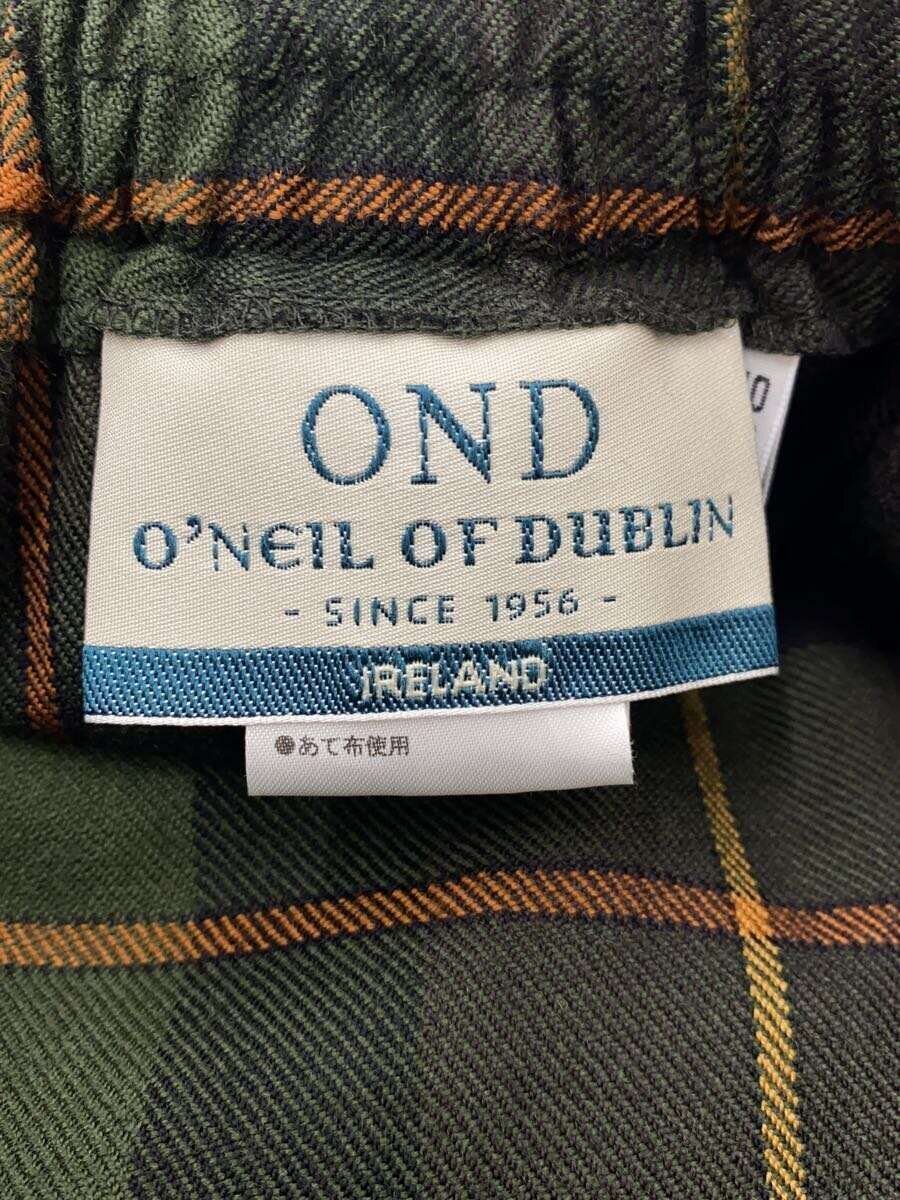 OND
O'NEIL OF DUBLIN
- SINCE 1956 -
IRELAND
●あて布使用